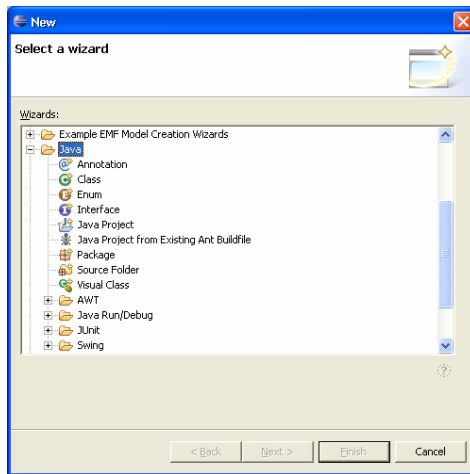 New
Select a wizard
Wizards:
Example EMF Model Creation Wizards
Java
Annotation
Class
Enum
Interface
Java Project
Java Project from Existing Ant Buildfile
Package
Source Folder
Visual Class
AWT
Java Run/Debug
JUnit
Swing
?
< Back Next > Finish Cancel